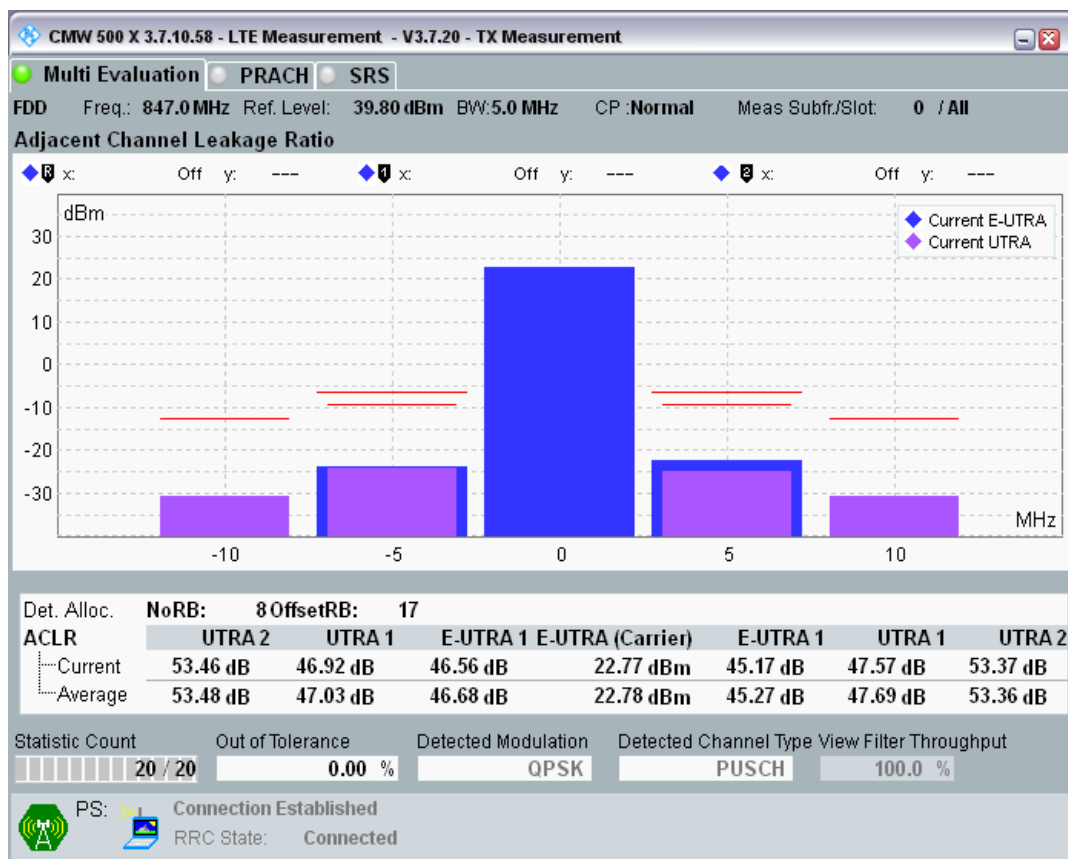 CMW 500 X 3.7.10.58 - LTE Measurement - V3.7.20 - TX Measurement
Multi Evaluation PRACH SRS
FDD Freq.: 847.0 MHz Ref. Level: 39.80 dBm BW:5.0 MHz CP :Normal Meas Subfr./Slot: 0 / All
Adjacent Channel Leakage Ratio
R x: Off y: --- 1 x: Off y: --- 2 x: Off y: ---
dBm
Current E-UTRA
Current UTRA
30
20
10
0
-10
-20
-30
MHz
-10 -5 0 5 10
Det. Alloc. NoRB: 8 OffsetRB: 17
ACLR UTRA 2 UTRA 1 E-UTRA 1 E-UTRA (Carrier) E-UTRA 1 UTRA 1 UTRA 2
Current 53.46 dB 46.92 dB 46.56 dB 22.77 dBm 45.17 dB 47.57 dB 53.37 dB
Average 53.48 dB 47.03 dB 46.68 dB 22.78 dBm 45.27 dB 47.69 dB 53.36 dB
Statistic Count Out of Tolerance Detected Modulation Detected Channel Type View Filter Throughput
20 / 20 0.00 % QPSK PUSCH 100.0 %
PS: Connection Established
RRC State: Connected